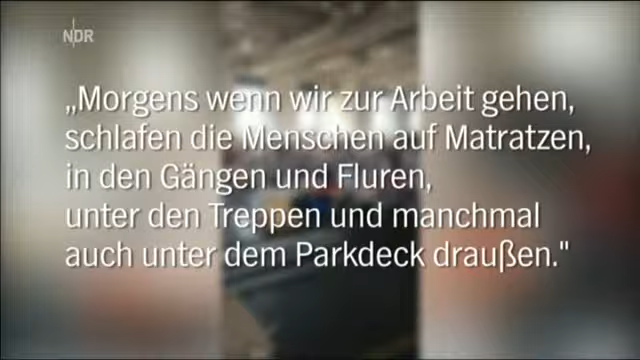 NDR
„Morgens wenn wir zur Arbeit gehen,
schlafen die Menschen auf Matratzen,
in den Gängen und Fluren,
unter den Treppen und manchmal
auch unter dem Parkdeck draußen."